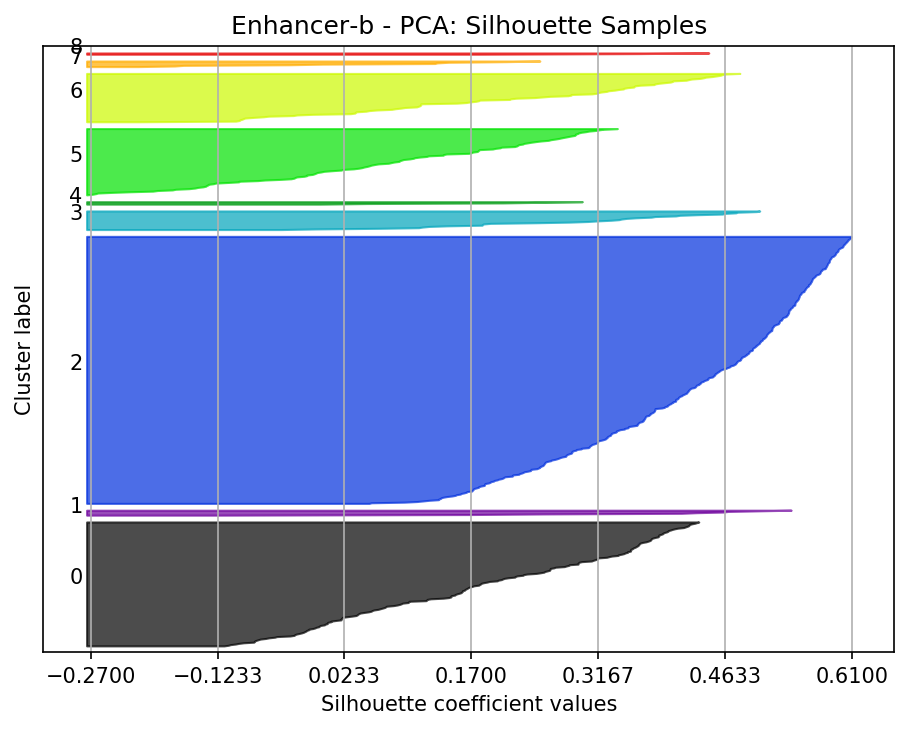 Enhancer-b - PCA: Silhouette Samples
8
7
6
5
4
3
2
1
0
Cluster label
−0.2700 −0.1233 0.0233 0.1700 0.3167 0.4633 0.6100
Silhouette coefficient values